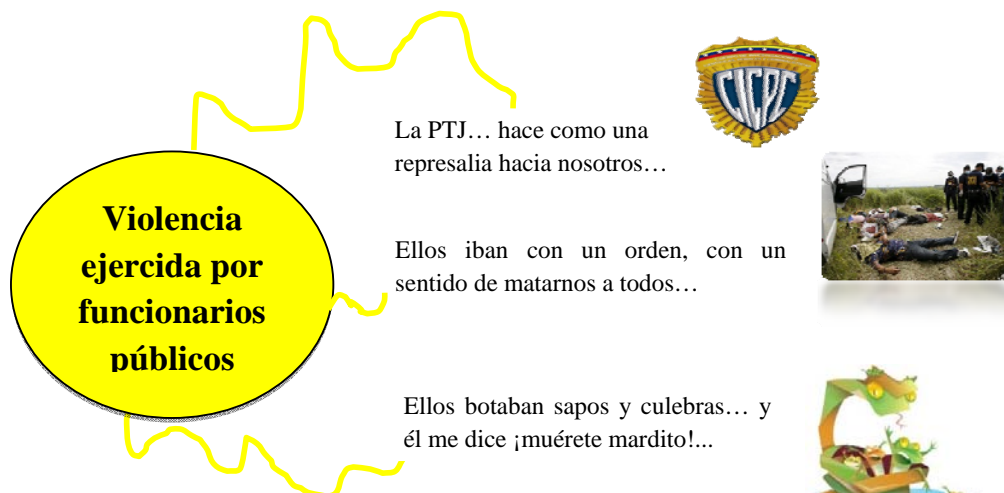 CICPC
La PTJ… hace como una
represalia hacia nosotros…
Violencia
ejercida por
funcionarios
públicos
Ellos iban con un orden, con un
sentido de matarnos a todos…
Ellos botaban sapos y culebras… y
él me dice ¡muérete mardito!...